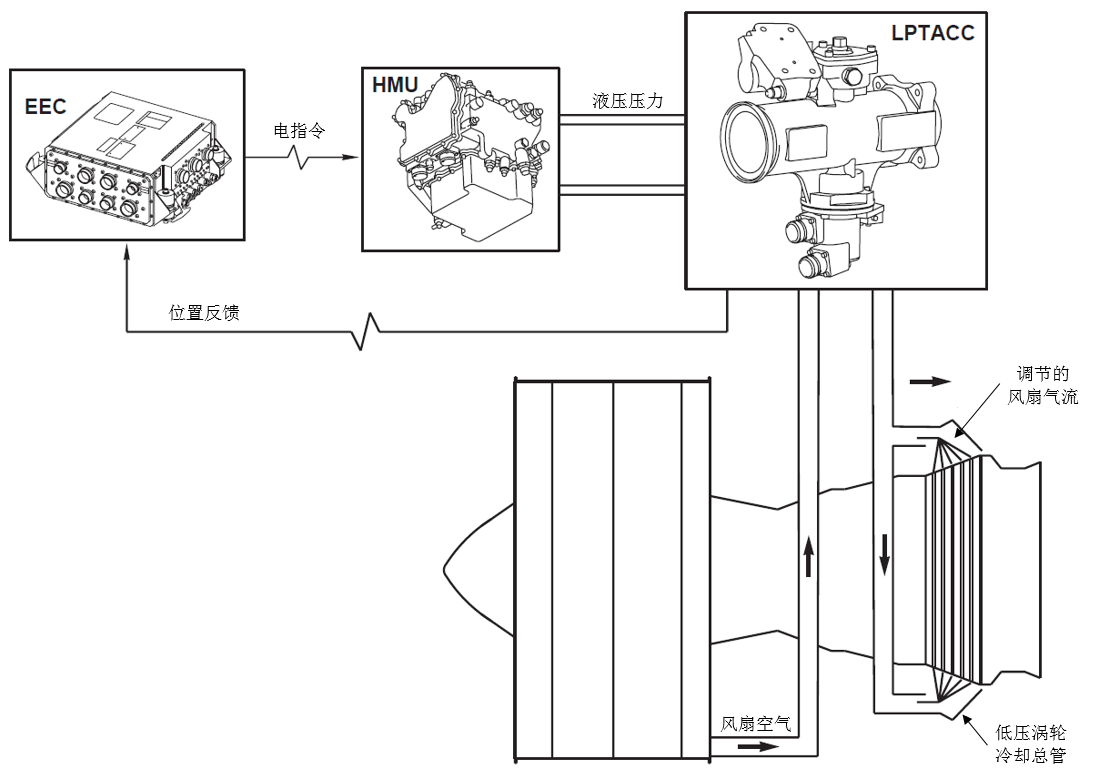 LPTACC
EEC
HMU
电指令
液压压力
位置反馈
调节的
风扇气流
风扇空气
低压涡轮
冷却总管